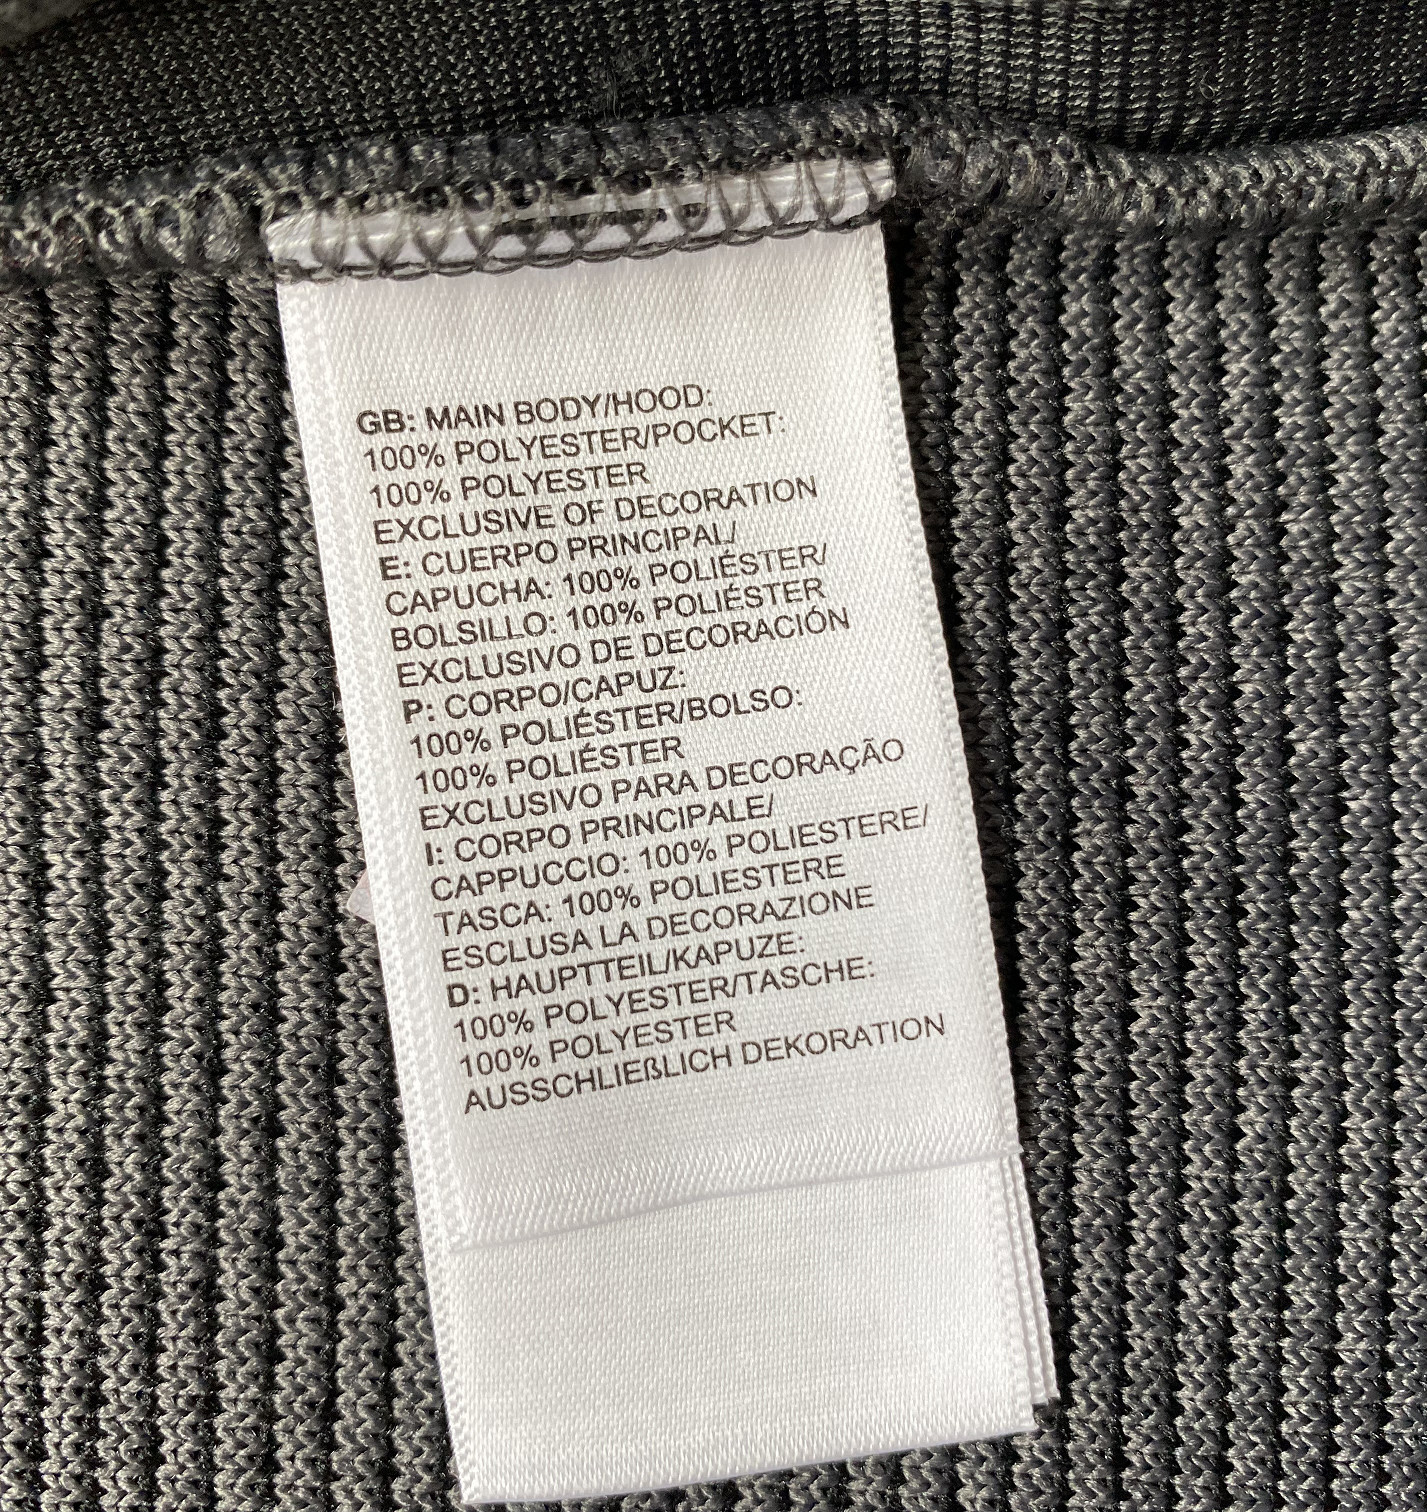 GB: MAIN BODY/HOOD:
100% POLYESTER/POCKET:
100% POLYESTER
EXCLUSIVE OF DECORATION
E: CUERPO PRINCIPAL/
CAPUCHA: 100% POLIÉSTER/
BOLSILLO: 100% POLIÉSTER
EXCLUSIVO DE DECORACIÓN
P: CORPO/CAPUZ:
100% POLIÉSTER/BOLSO:
100% POLIÉSTER
EXCLUSIVO PARA DECORAÇÃO
I: CORPO PRINCIPALE/
CAPPUCCIO: 100% POLIESTERE/
TASCA: 100% POLIESTERE
ESCLUSA LA DECORAZIONE
D: HAUPTTEIL/KAPUZE:
100% POLYESTER/TASCHE:
100% POLYESTER
AUSSCHLIEßLICH DEKORATION